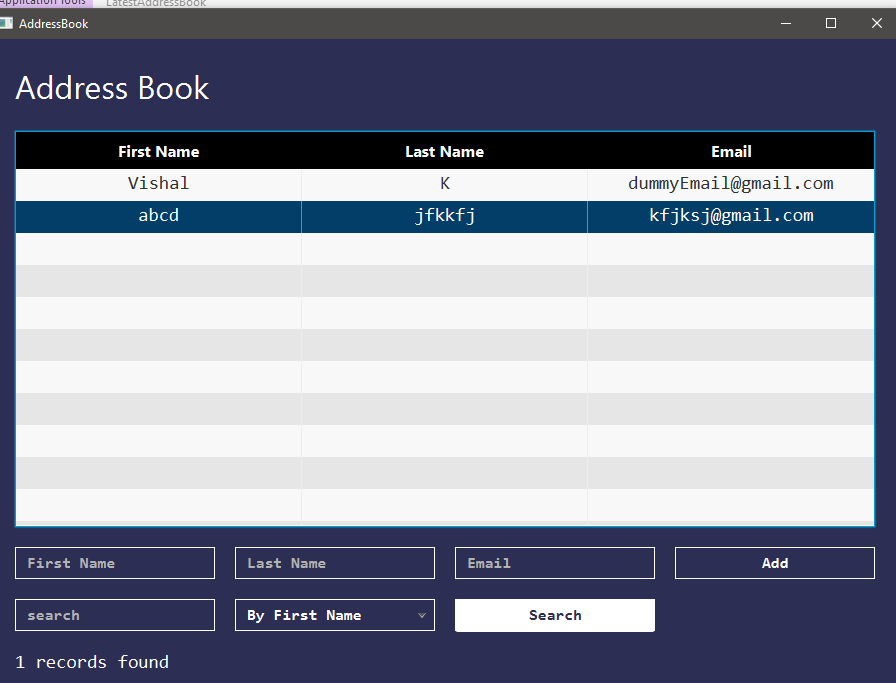 Application Tools LatestAddressBook
AddressBook
Address Book
First Name Last Name Email
Vishal K dummyEmail@gmail.com
abcd jfkkfj kfjksj@gmail.com
First Name Last Name Email Add
search By First Name Search
1 records found